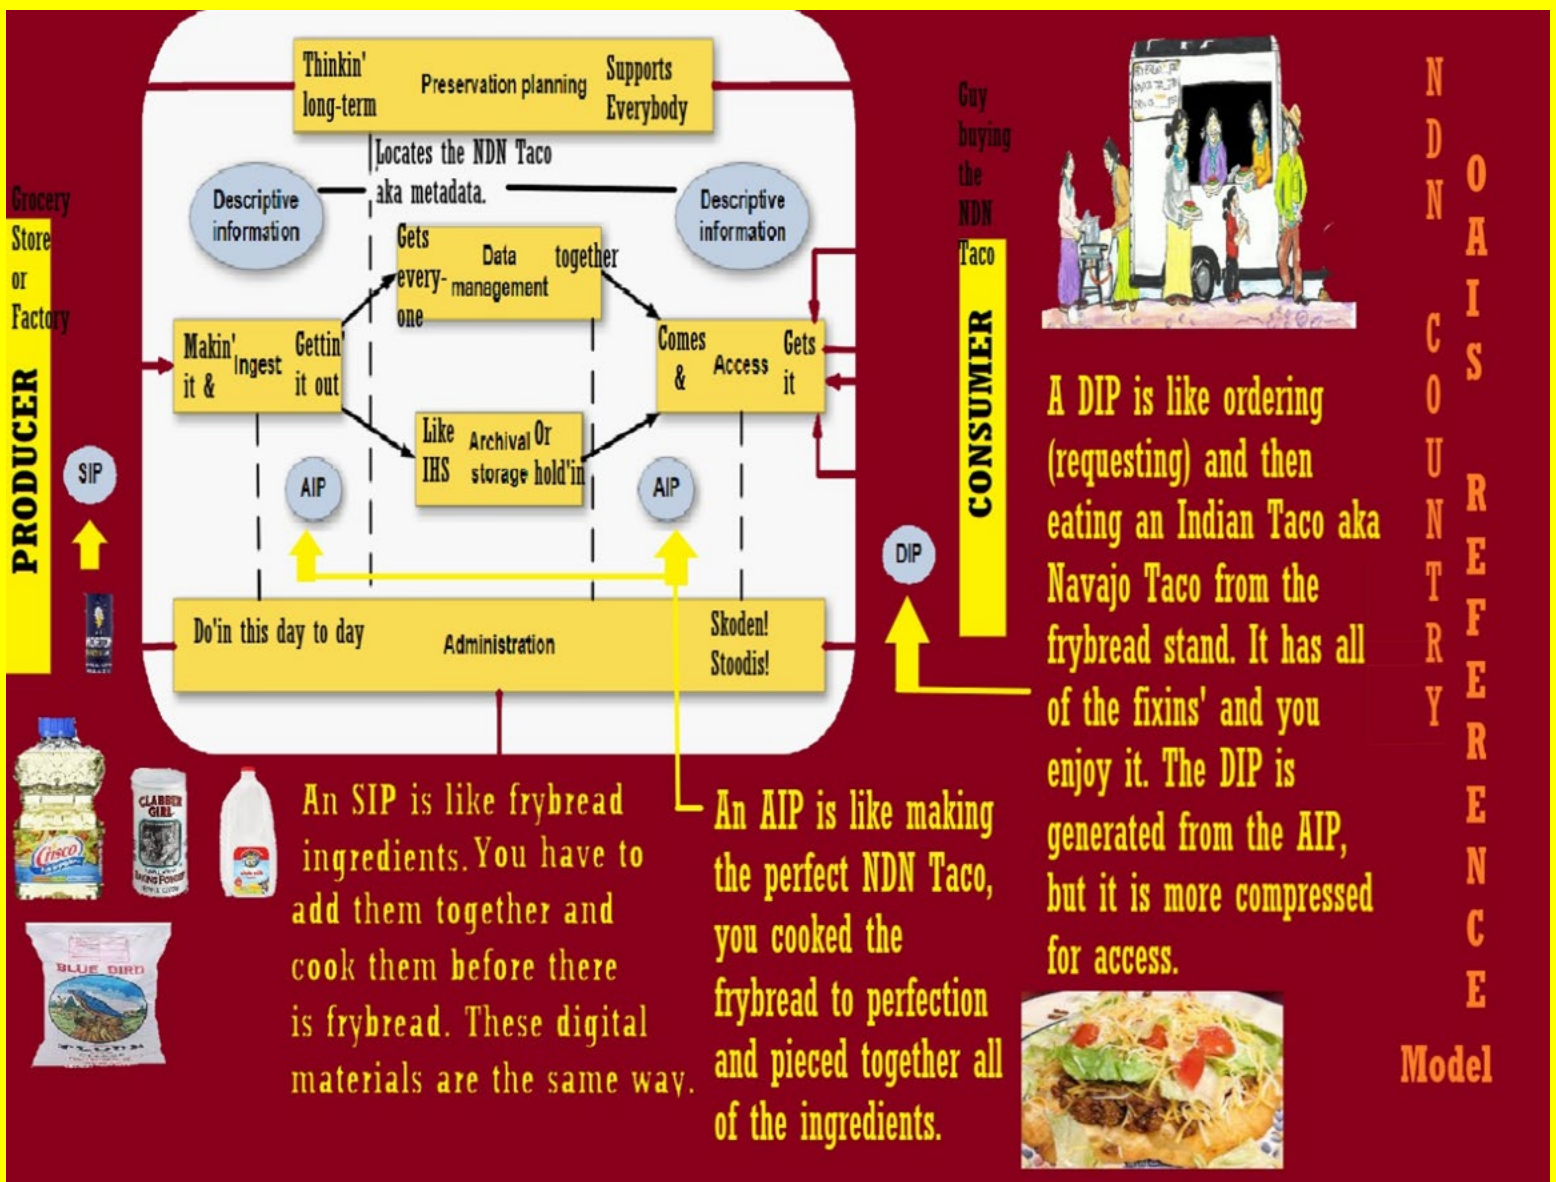 Thinkin'
long-term
Preservation planning
Supports
Everybody
Locates the NDN Taco
aka metadata.
Descriptive
information
Descriptive
information
Gets
every-
one
Data
management
together
Makin'
it &
Ingest
Gettin'
it out
Comes
&
Access
Gets
it
Like
IHS
Archival
storage
Or
hold'in
AIP
AIP
Do'in this day to day
Administration
Skoden!
Stoodis!
Grocery
Store
or
Factory
PRODUCER
SIP
Guy
buying
the
NDN
Taco
CONSUMER
DIP
CLABBER
GIRL
BAKING POWDER
Crisco
BLUE BIRD
FLOUR
An SIP is like frybread
ingredients. You have to
add them together and
cook them before there
is frybread. These digital
materials are the same way.
An AIP is like making
the perfect NDN Taco,
you cooked the
frybread to perfection
and pieced together all
of the ingredients.
A DIP is like ordering
(requesting) and then
eating an Indian Taco aka
Navajo Taco from the
frybread stand. It has all
of the fixins' and you
enjoy it. The DIP is
generated from the AIP,
but it is more compressed
for access.
NDN COUNTRY
OAIS REFERENCE
Model